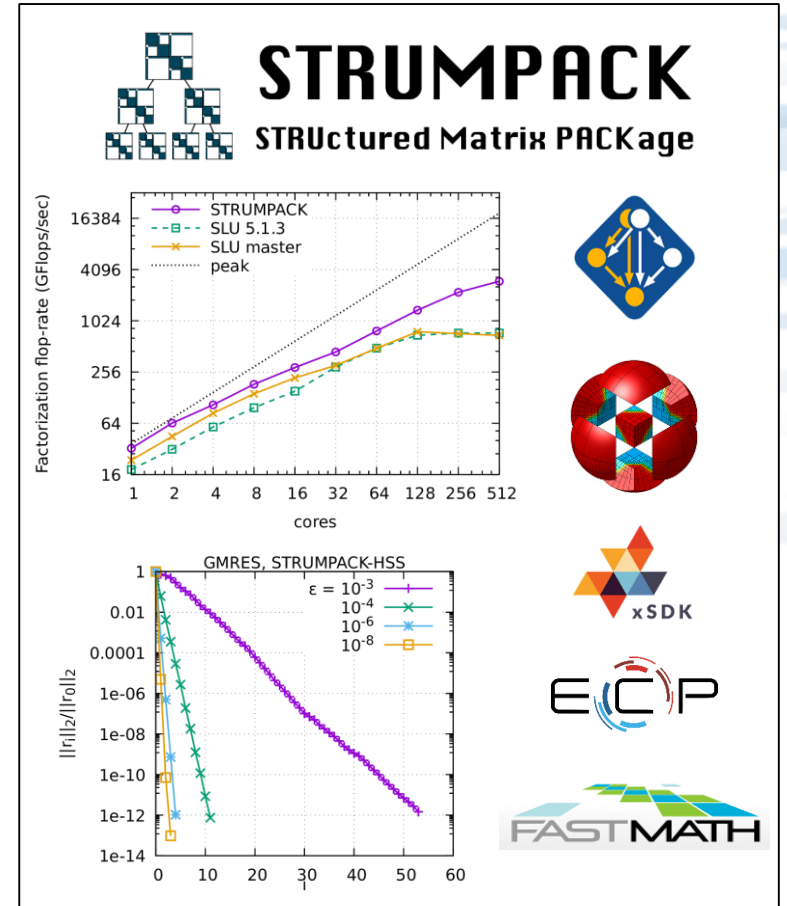 STRUMPACK
STRUctured Matrix PACKage
Factorization flop-rate (GFlops/sec)
STRUMPACK
SLU 5.1.3
SLU master
peak
16384
4096
1024
256
64
16
1 2 4 8 16 32 64 128 256 512
cores
GMRES, STRUMPACK-HSS
||rᵢ||₂/||r₀||₂
ε = 10⁻³
10⁻⁴
10⁻⁶
10⁻⁸
1
0.01
0.0001
1e-06
1e-08
1e-10
1e-12
1e-14
0 10 20 30 40 50 60
i
xSDK
ECP
FASTMATH